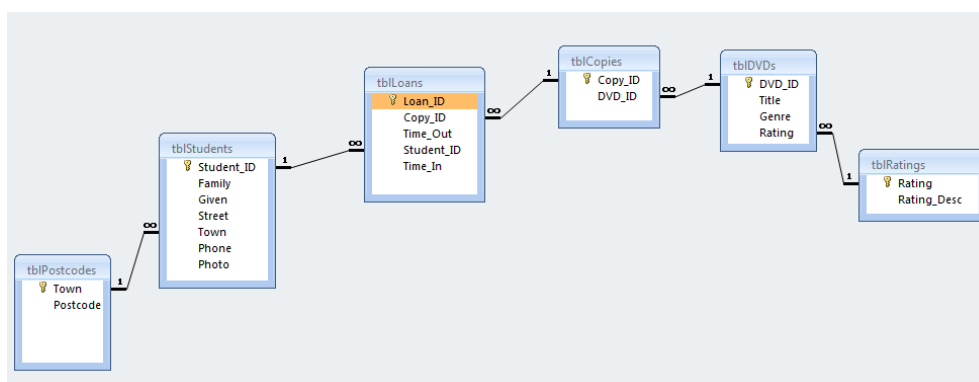 tblPostcodes
Town
Postcode
1
∞
tblStudents
Student_ID
Family
Given
Street
Town
Phone
Photo
1
∞
tblLoans
Loan_ID
Copy_ID
Time_Out
Student_ID
Time_In
∞
1
tblCopies
Copy_ID
DVD_ID
∞
1
tblDVDs
DVD_ID
Title
Genre
Rating
∞
1
tblRatings
Rating
Rating_Desc